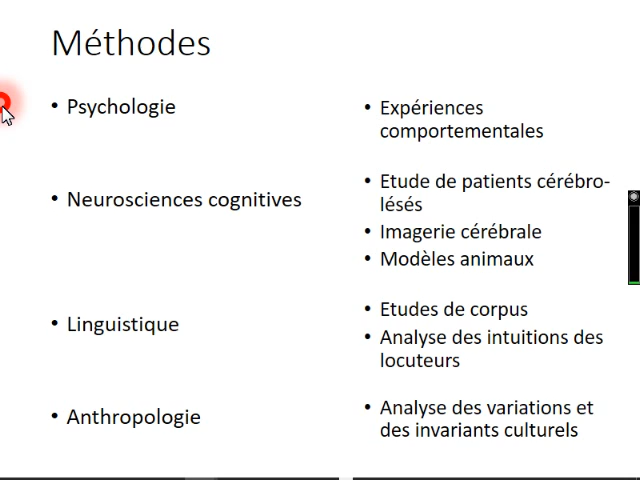 Méthodes
• Psychologie
• Expériences
comportementales
• Neurosciences cognitives
• Etude de patients cérébro-
lésés
• Imagerie cérébrale
• Modèles animaux
• Linguistique
• Etudes de corpus
• Analyse des intuitions des
locuteurs
• Anthropologie
• Analyse des variations et
des invariants culturels